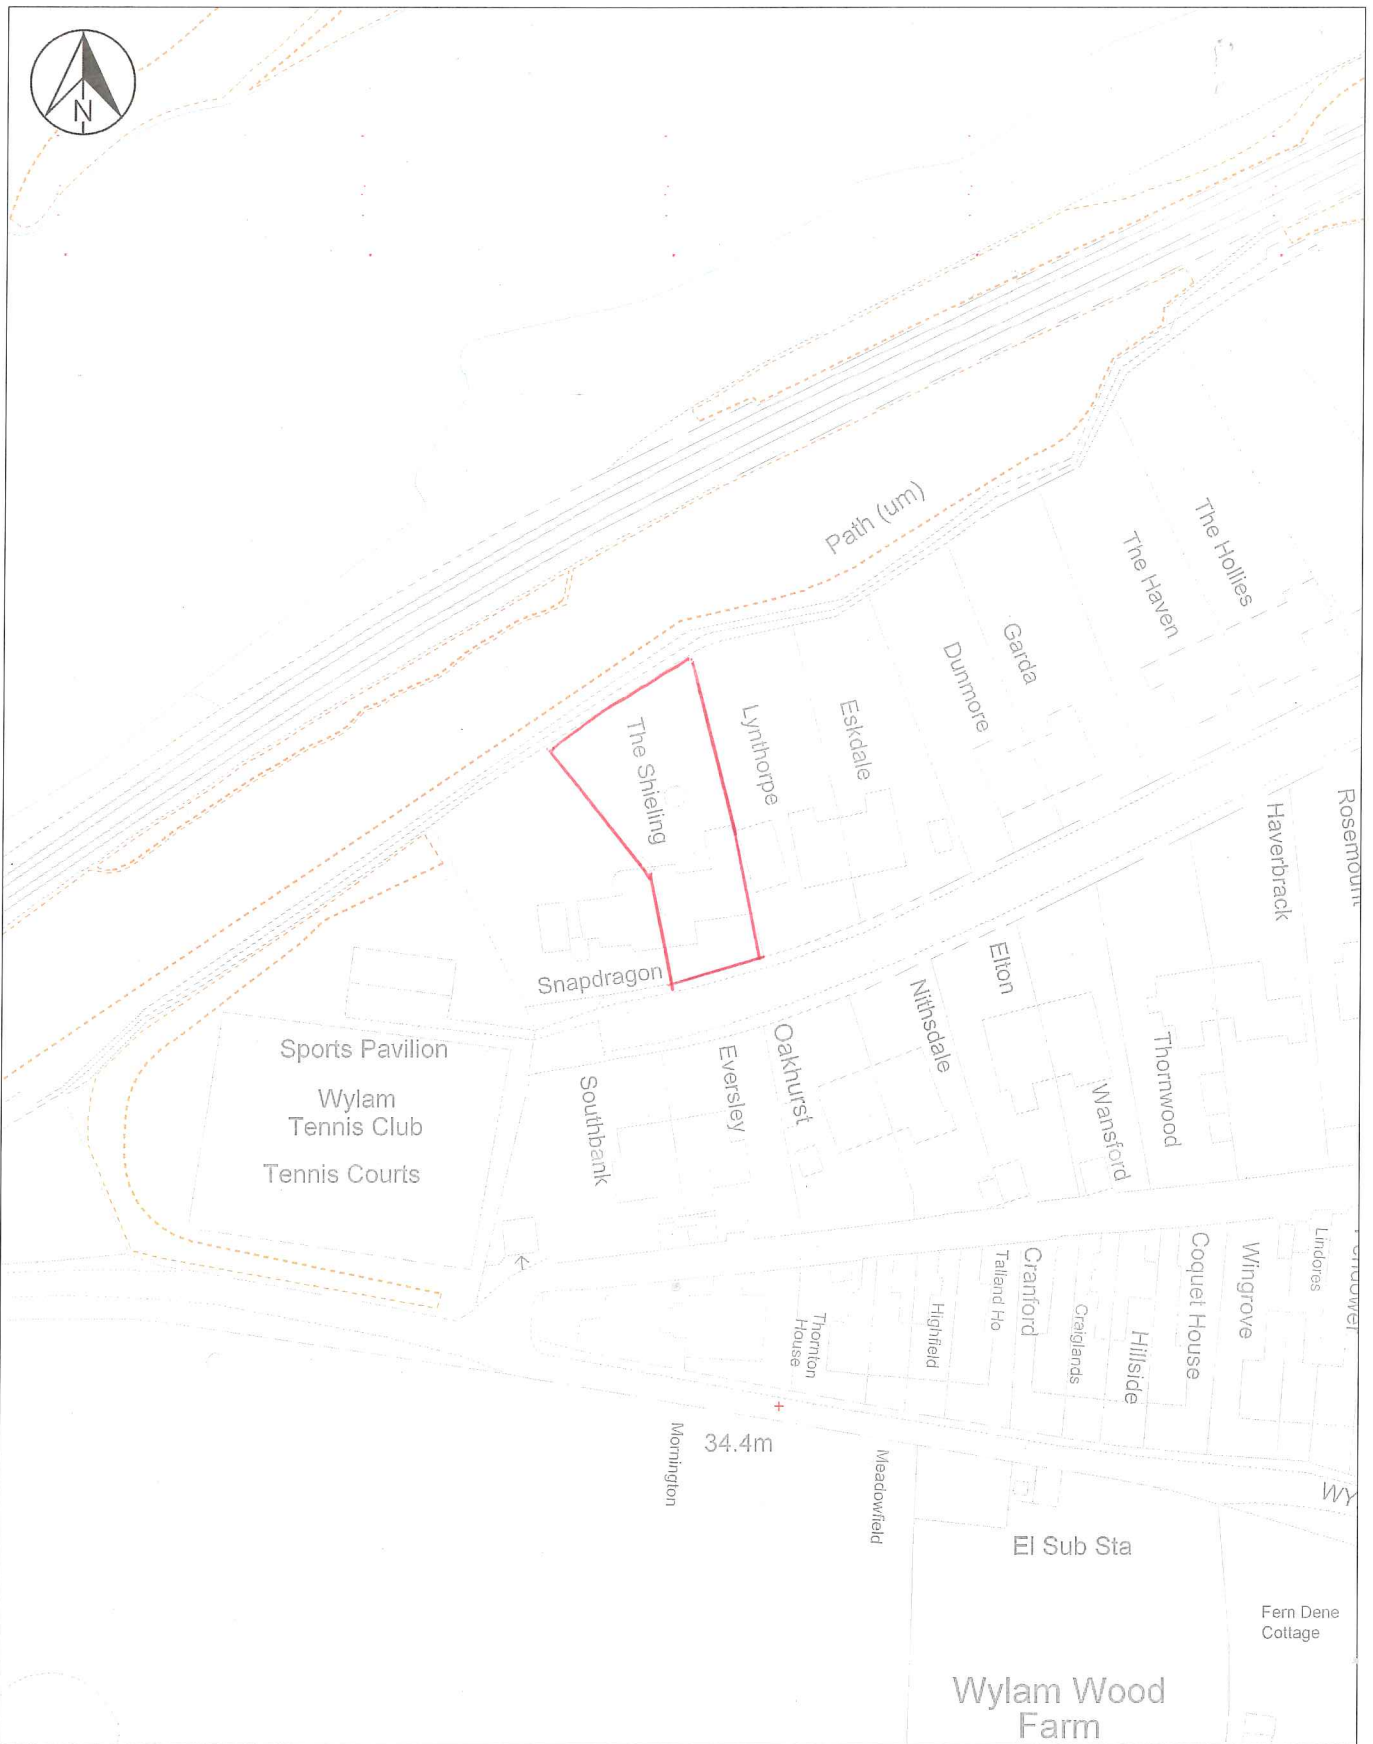 N
Path (um)
The Hollies
The Haven
Garda
Dunmore
Eskdale
Lynthorpe
The Shieling
Rosemount
Haverbrack
Elton
Snapdragon
Nithsdale
Oakhurst
Eversley
Southbank
Thornwood
Wansford
Sports Pavilion
Wylam
Tennis Club
Tennis Courts
Lindores
Wingrove
Coquet House
Cranford
Talland Ho
Craiglands
Highfield
Hillside
Thornton
House
34.4m
Mornington
Meadowfield
WY
El Sub Sta
Fern Dene
Cottage
Wylam Wood
Farm